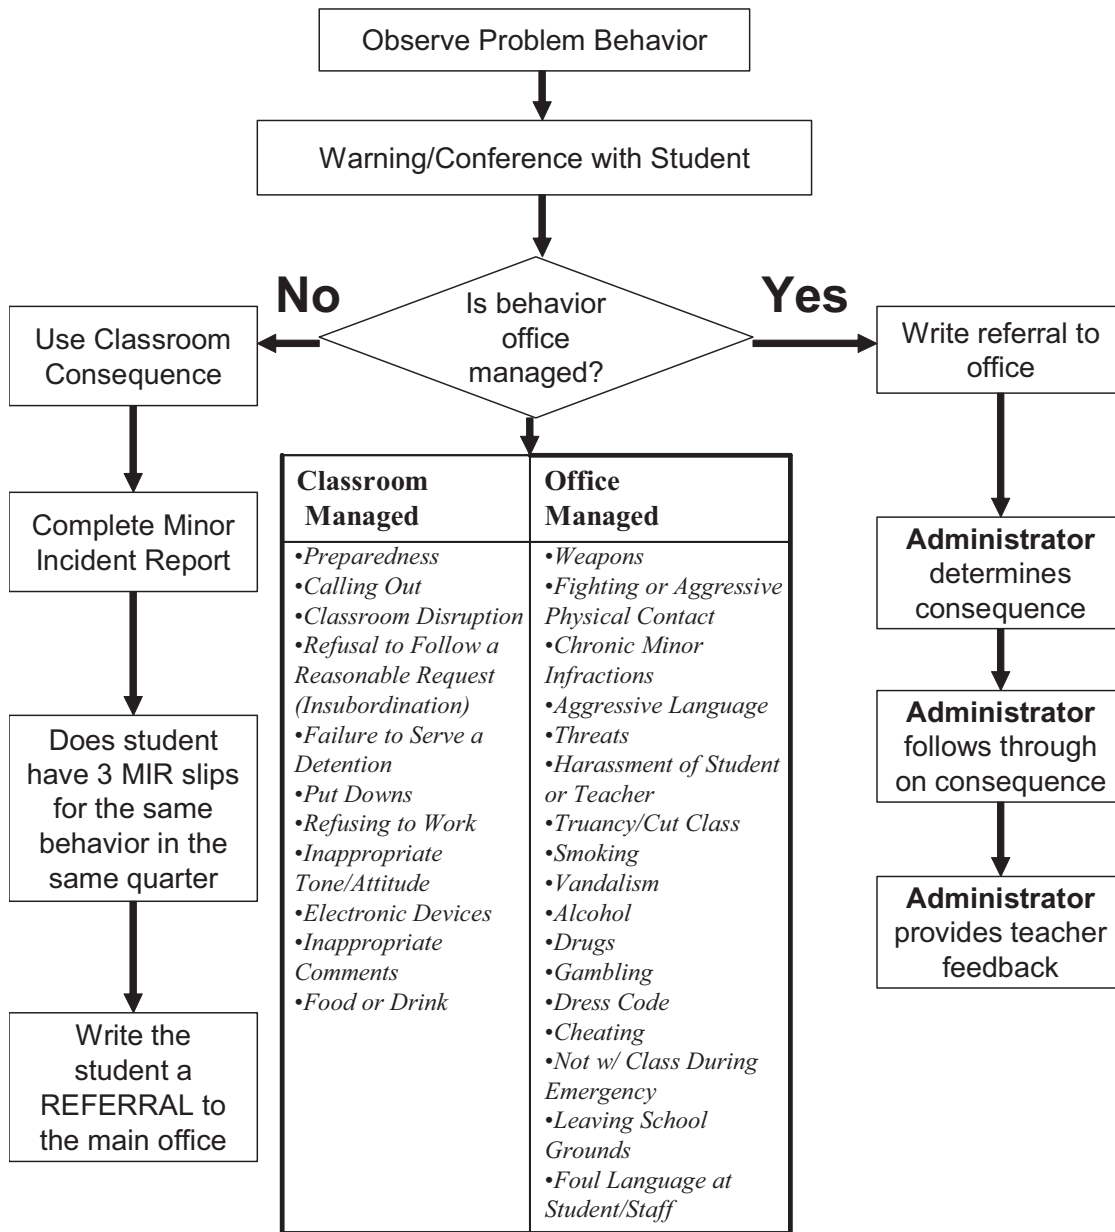 Observe Problem Behavior
Warning/Conference with Student
No
Yes
Is behavior
office
managed?
Use Classroom
Consequence
Write referral to
office
Complete Minor
Incident Report
Does student
have 3 MIR slips
for the same
behavior in the
same quarter
Write the
student a
REFERRAL to
the main office
Classroom
Managed
•Preparedness
•Calling Out
•Classroom Disruption
•Refusal to Follow a
Reasonable Request
(Insubordination)
•Failure to Serve a
Detention
•Put Downs
•Refusing to Work
•Inappropriate
Tone/Attitude
•Electronic Devices
•Inappropriate
Comments
•Food or Drink
Office
Managed
•Weapons
•Fighting or Aggressive
Physical Contact
•Chronic Minor
Infractions
•Aggressive Language
•Threats
•Harassment of Student
or Teacher
•Truancy/Cut Class
•Smoking
•Vandalism
•Alcohol
•Drugs
•Gambling
•Dress Code
•Cheating
•Not w/ Class During
Emergency
•Leaving School
Grounds
•Foul Language at
Student/Staff
Administrator
determines
consequence
Administrator
follows through
on consequence
Administrator
provides teacher
feedback